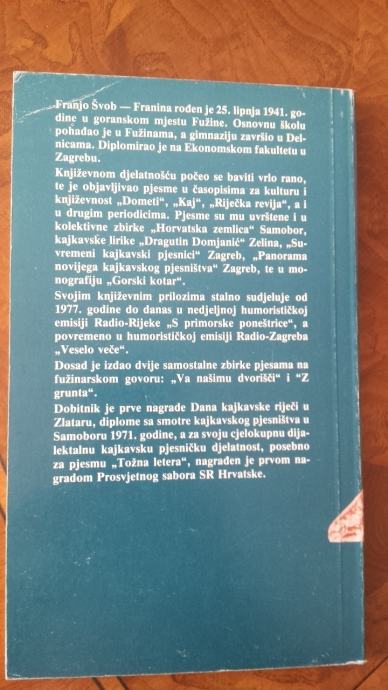 Franjo Švob — Franina rođen je 25. lipnja 1941. go-
dine u goranskom mjestu Fužine. Osnovnu školu
pohađao je u Fužinama, a gimnaziju završio u Del-
nicama. Diplomirao je na Ekonomskom fakultetu u
Zagrebu.
Književnom djelatnošću počeo se baviti vrlo rano,
te je objavljivao pjesme u časopisima za kulturu i
književnost „Dometi“, „Kaj“, „Riječka revija“, a i
u drugim periodicima. Pjesme su mu uvrštene i u
kolektivne zbirke „Horvatska zemlica“ Samobor,
kajkavske lirike „Dragutin Domjanić“ Zelina, „Su-
vremeni kajkavski pjesnici“ Zagreb, „Panorama
novijega kajkavskog pjesništva“ Zagreb, te u mo-
nografiju „Gorski kotar“.
Svojim književnim prilozima stalno sudjeluje od
1977. godine do danas u nedjeljnoj humorističkoj
emisiji Radio-Rijeke „S primorske poneštrice“, a
povremeno u humorističkoj emisiji Radio-Zagreba
„Veselo veče“.
Dosad je izdao dvije samostalne zbirke pjesama na
fužinarskom govoru: „Va našimu dvorišči“ i “Z
grunta“.
Dobitnik je prve nagrade Dana kajkavske riječi u
Zlataru, diplome sa smotre kajkavskog pjesništva u
Samoboru 1971. godine, a za svoju cjelokupnu dija-
lektalnu kajkavsku pjesničku djelatnost, posebno
za pjesmu „Tožna letera“, nagrađen je prvom na-
gradom Prosvjetnog sabora SR Hrvatske.